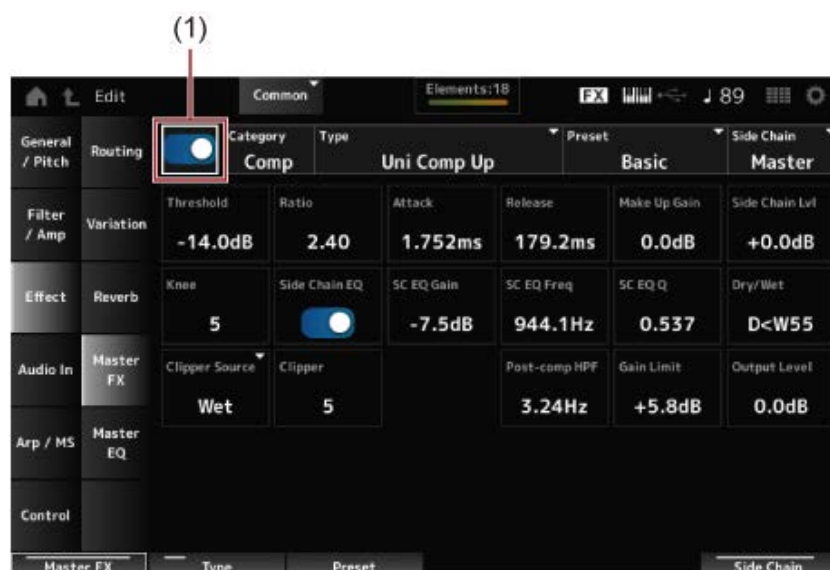 (1)
Edit
Common
Elements:18
FX
89
General / Pitch
Routing
Category
Comp
Type
Uni Comp Up
Preset
Basic
Side Chain
Master
Filter / Amp
Variation
Threshold
-14.0dB
Ratio
2.40
Attack
1.752ms
Release
179.2ms
Make Up Gain
0.0dB
Side Chain Lvl
+0.0dB
Effect
Reverb
Knee
5
Side Chain EQ
SC EQ Gain
-7.5dB
SC EQ Freq
944.1Hz
SC EQ Q
0.537
Dry/Wet
D<W55
Audio In
Master FX
Clipper Source
Wet
Clipper
5
Post-comp HPF
3.24Hz
Gain Limit
+5.8dB
Output Level
0.0dB
Arp / MS
Master EQ
Control
Master FX
Type
Preset
Side Chain